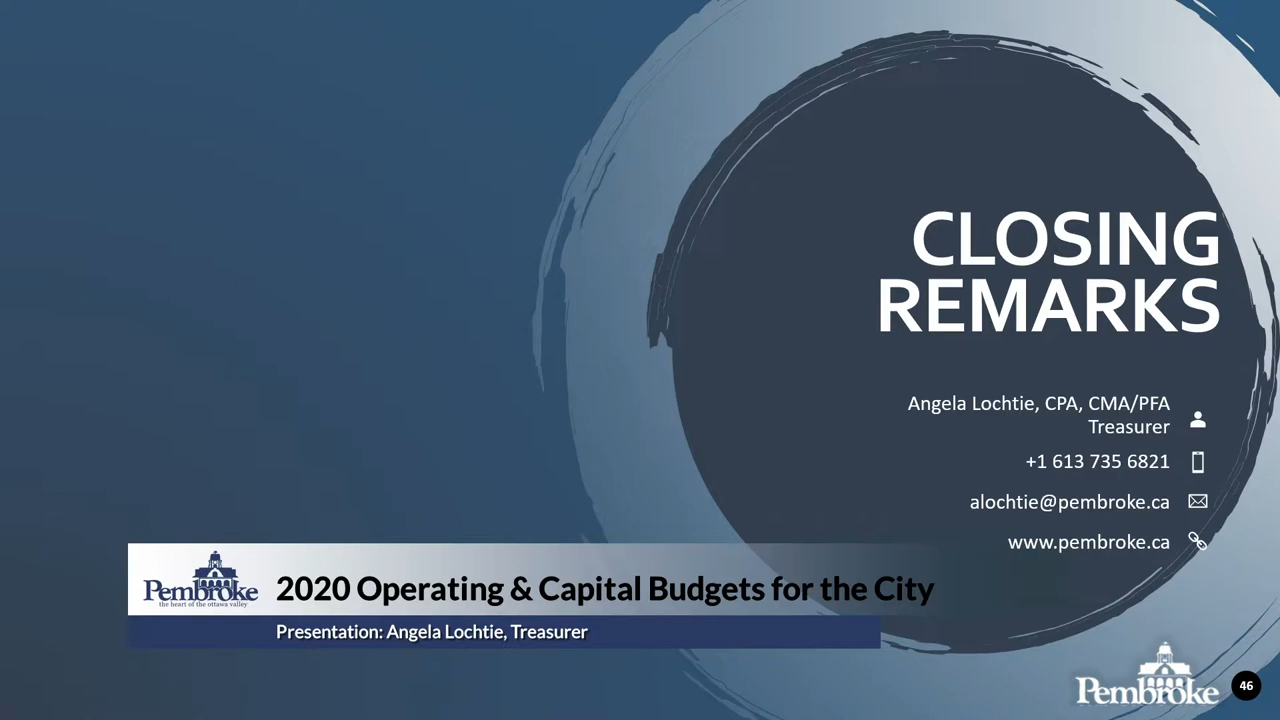 CLOSING
REMARKS
Angela Lochtie, CPA, CMA/PFA
Treasurer
+1 613 735 6821
alochtie@pembroke.ca
www.pembroke.ca
Pembroke
the heart of the ottawa valley
2020 Operating & Capital Budgets for the City
Presentation: Angela Lochtie, Treasurer
Pembroke
46